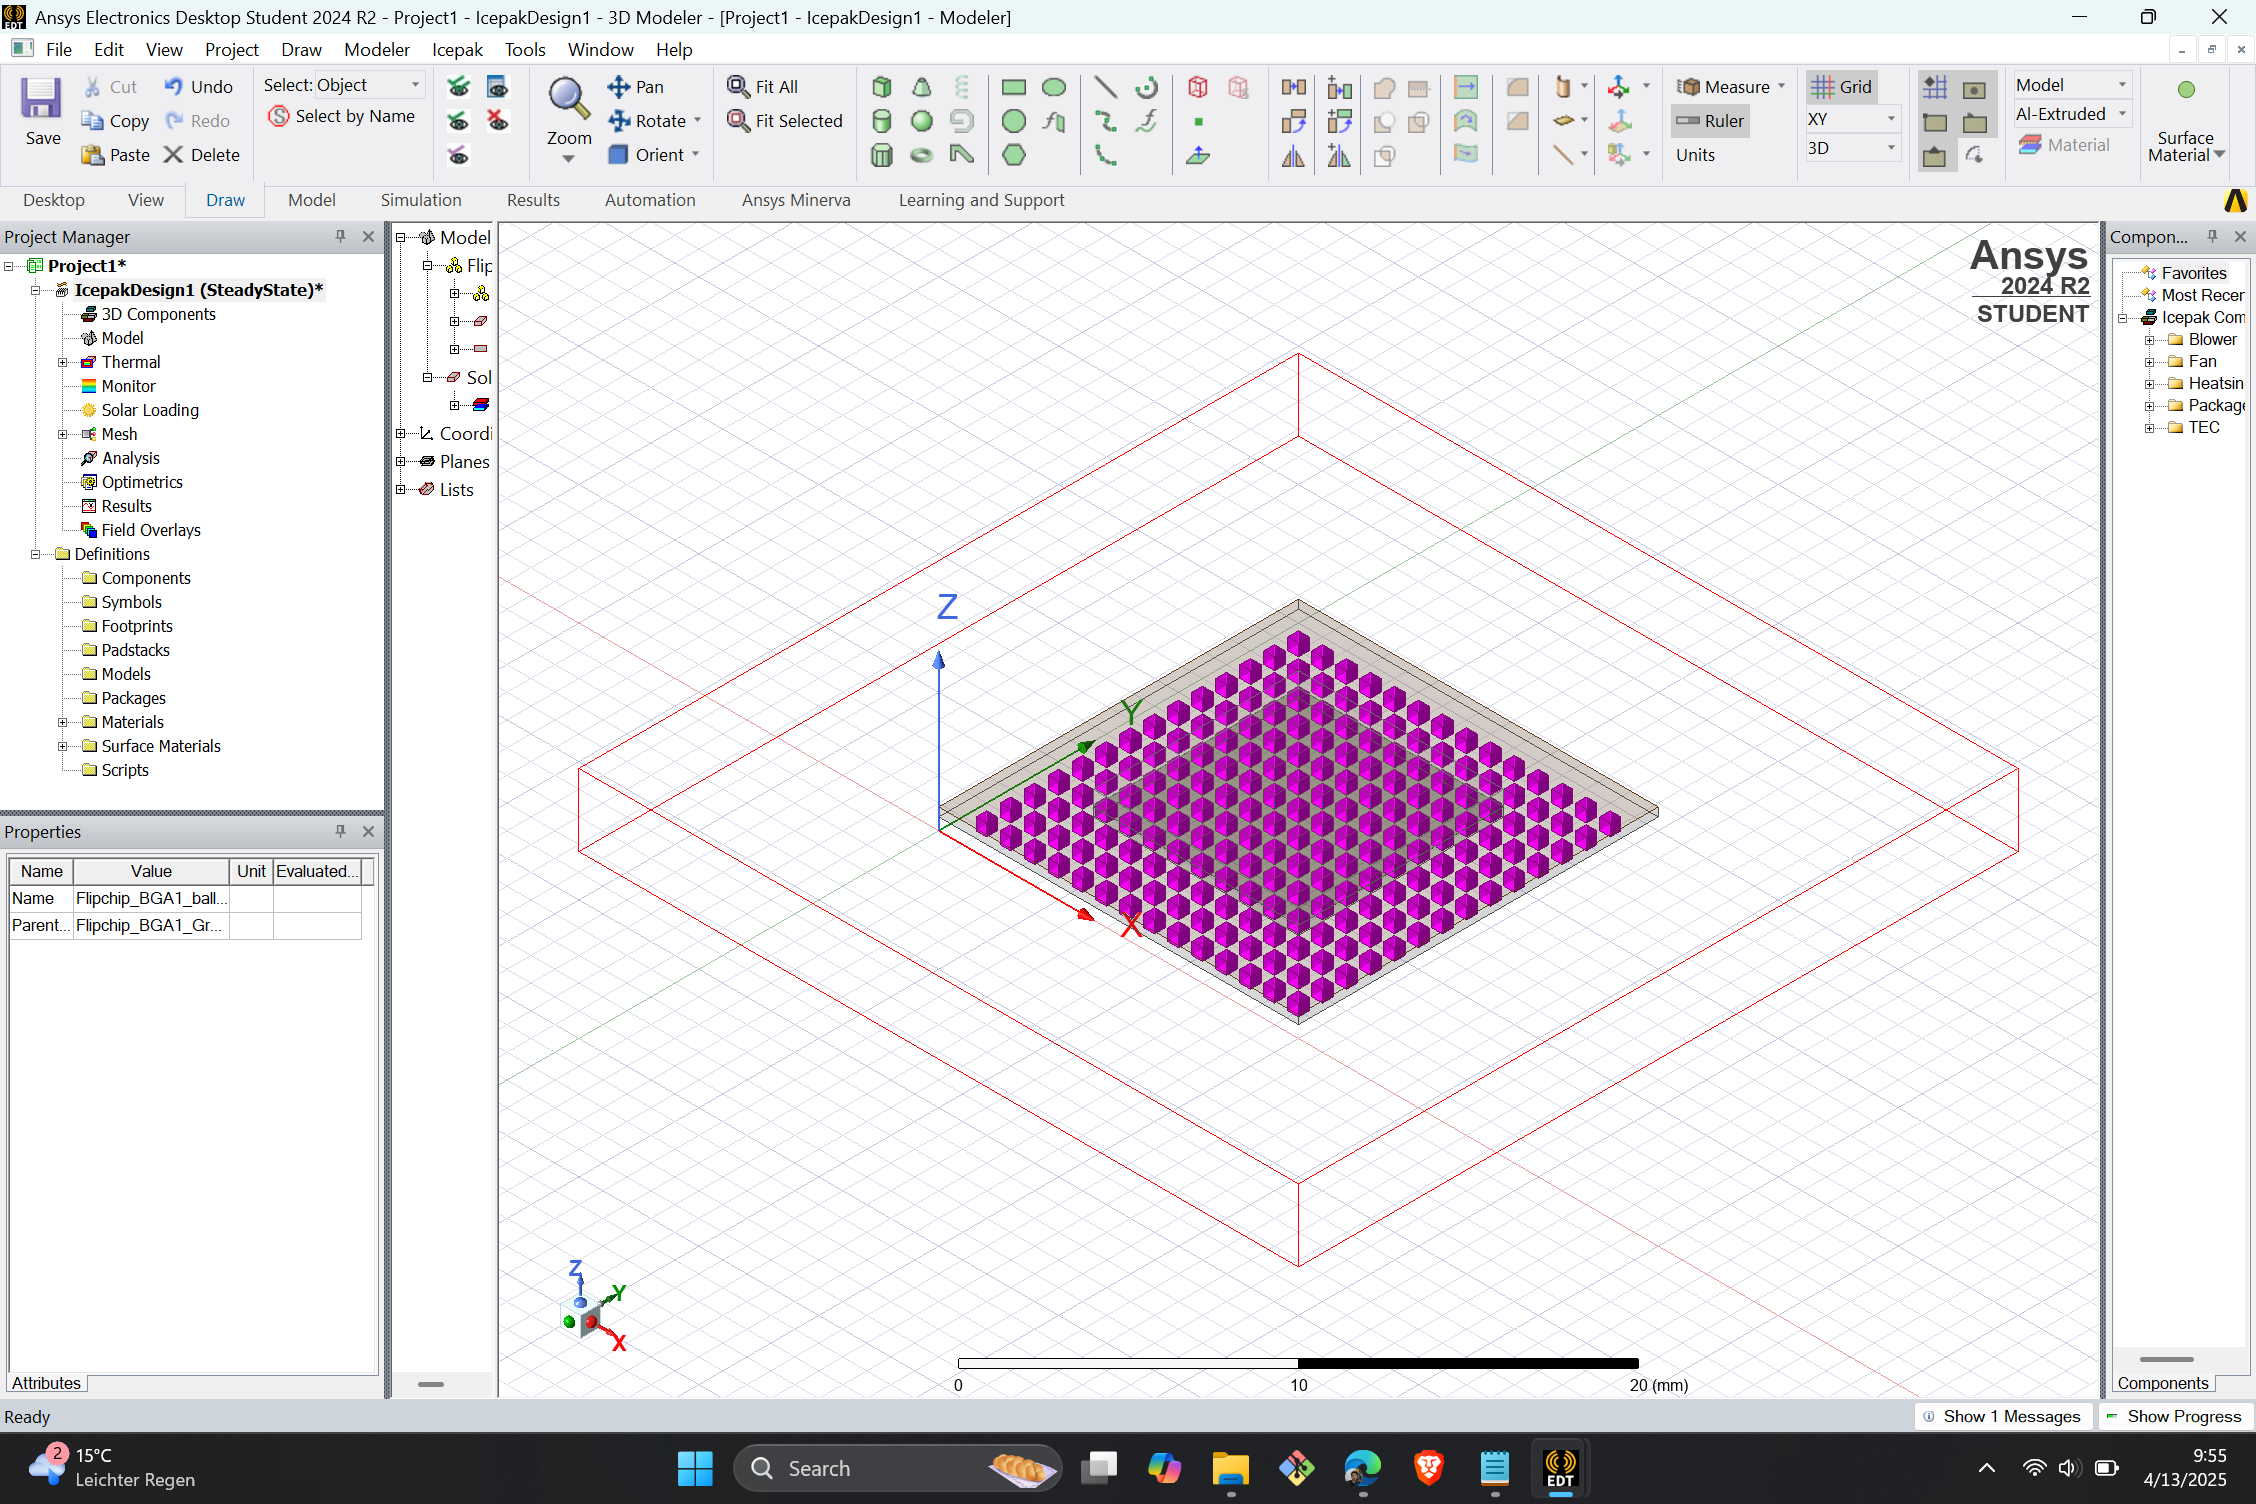 Ansys Electronics Desktop Student 2024 R2 - Project1 - IcepakDesign1 - 3D Modeler - [Project1 - IcepakDesign1 - Modeler]
File Edit View Project Draw Modeler Icepak Tools Window Help
Save
Cut
Copy
Paste
Undo
Redo
Delete
Select: Object
Select by Name
Zoom
Pan
Rotate
Orient
Fit All
Fit Selected
Measure
Ruler
Units
Grid
XY
3D
Model
Al-Extruded
Material
Surface
Material
Desktop View Draw Model Simulation Results Automation Ansys Minerva Learning and Support
Project Manager
Project1*
IcepakDesign1 (SteadyState)*
3D Components
Model
Thermal
Monitor
Solar Loading
Mesh
Analysis
Optimetrics
Results
Field Overlays
Definitions
Components
Symbols
Footprints
Padstacks
Models
Packages
Materials
Surface Materials
Scripts
Properties
Name Value Unit Evaluated...
Name Flipchip_BGA1_ball...
Parent... Flipchip_BGA1_Gr...
Attributes
Model
Flip
Sol
Coordi
Planes
Lists
Ansys
2024 R2
STUDENT
Z
Y
X
Z
Y
X
0 10 20 (mm)
Compon...
Favorites
Most Recer
Icepak Com
Blower
Fan
Heatsin
Package
TEC
Components
Ready
Show 1 Messages
Show Progress
2
15°C
Leichter Regen
Search
EDT
9:55
4/13/2025